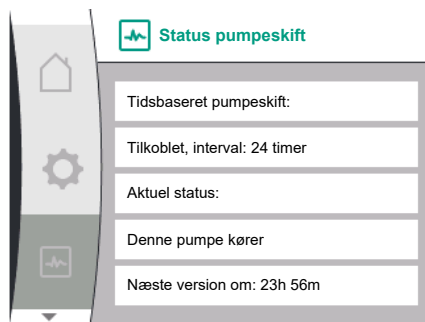 Status pumpeskift
Tidsbaseret pumpeskift:
Tilkoblet, interval: 24 timer
Aktuel status:
Denne pumpe kører
Næste version om: 23h 56m